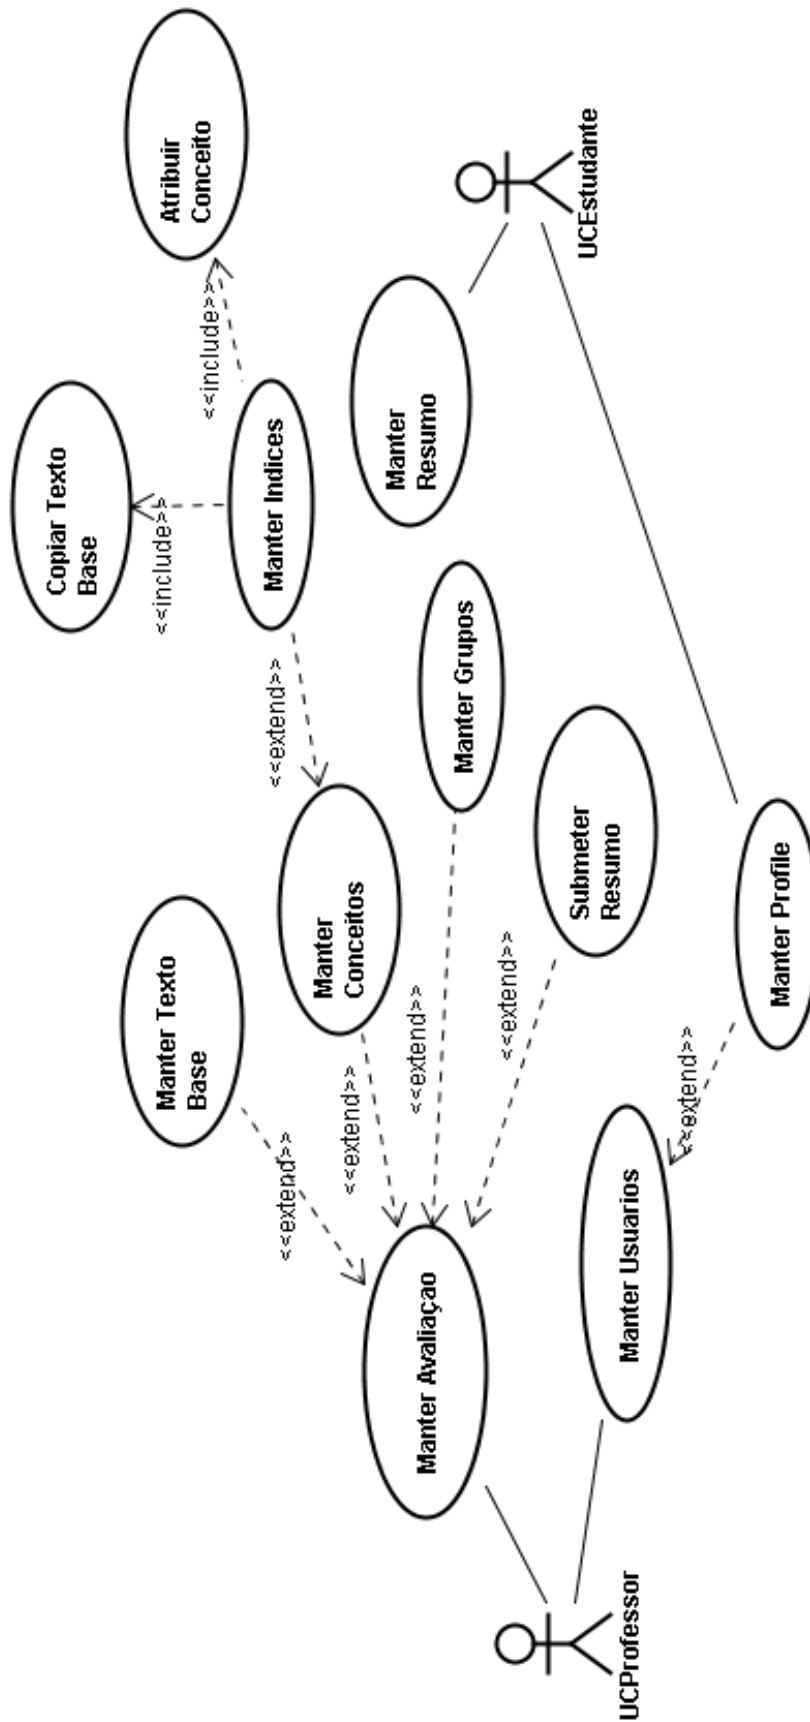 Copiar Texto
Base
Manter Texto
Base
<<include>>
Atribuir
Conceito
<<include>>
<<extend>>
<<extend>>
Manter Indices
Manter
Conceitos
<<extend>>
Manter
Resumo
<<extend>>
Manter Avaliaçao
Manter Grupos
<<extend>>
Submeter
Resumo
UCEstudante
UCProfessor
Manter Usuarios
<<extend>>
Manter Profile